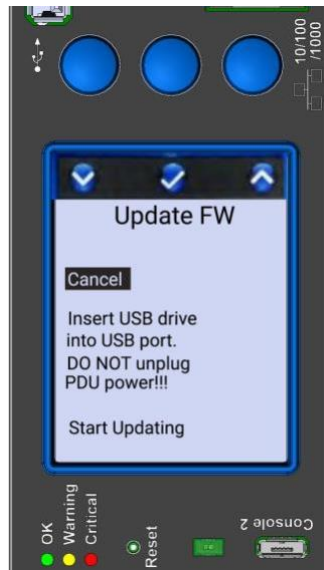 10/100
/1000
Update FW
Cancel
Insert USB drive
into USB port.
DO NOT unplug
PDU power!!!
Start Updating
OK
Warning
Critical
Reset
Console 2